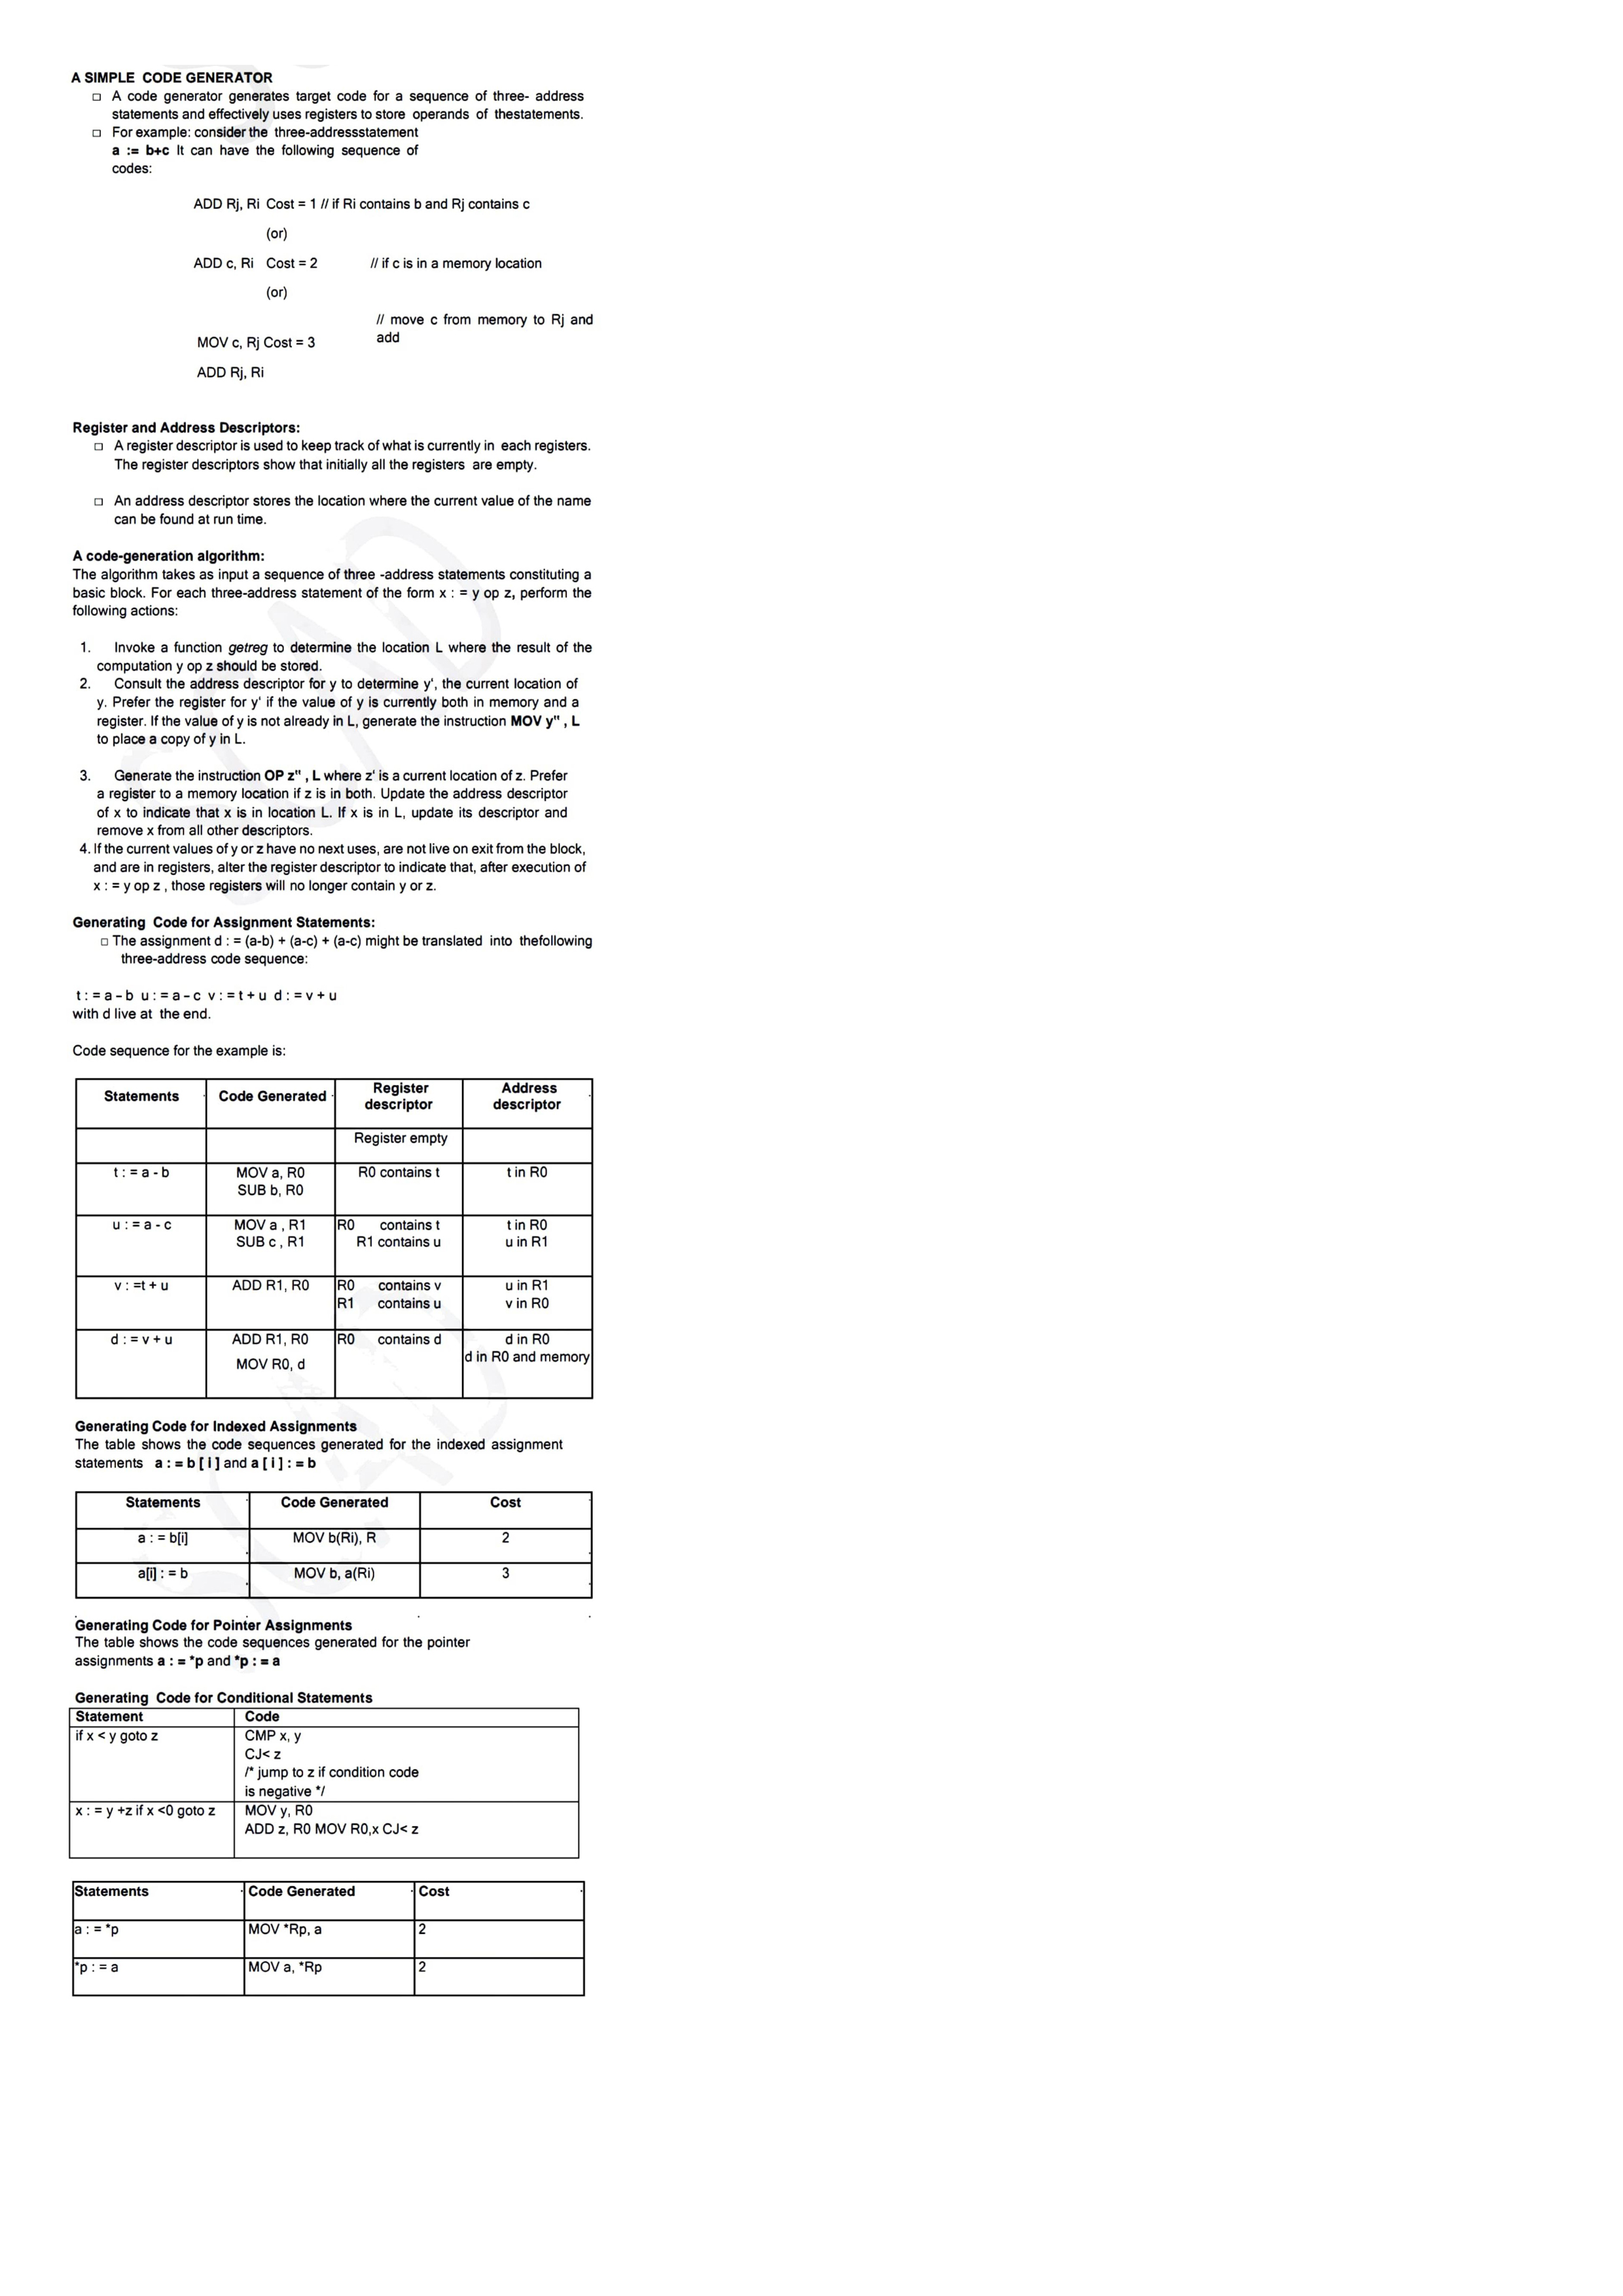 A SIMPLE CODE GENERATOR
□ A code generator generates target code for a sequence of three- address
statements and effectively uses registers to store operands of thestatements.
□ For example: consider the three-addressstatement
a := b+c It can have the following sequence of
codes:
ADD Rj, Ri Cost = 1 // if Ri contains b and Rj contains c
(or)
ADD c, Ri Cost = 2 // if c is in a memory location
(or)
// move c from memory to Rj and
add
MOV c, Rj Cost = 3
ADD Rj, Ri
Register and Address Descriptors:
□ A register descriptor is used to keep track of what is currently in each registers.
The register descriptors show that initially all the registers are empty.
□ An address descriptor stores the location where the current value of the name
can be found at run time.
A code-generation algorithm:
The algorithm takes as input a sequence of three -address statements constituting a
basic block. For each three-address statement of the form x : = y op z, perform the
following actions:
1. Invoke a function getreg to determine the location L where the result of the
computation y op z should be stored.
2. Consult the address descriptor for y to determine y', the current location of
y. Prefer the register for y' if the value of y is currently both in memory and a
register. If the value of y is not already in L, generate the instruction MOV y" , L
to place a copy of y in L.
3. Generate the instruction OP z" , L where z' is a current location of z. Prefer
a register to a memory location if z is in both. Update the address descriptor
of x to indicate that x is in location L. If x is in L, update its descriptor and
remove x from all other descriptors.
4. If the current values of y or z have no next uses, are not live on exit from the block,
and are in registers, alter the register descriptor to indicate that, after execution of
x : = y op z , those registers will no longer contain y or z.
Generating Code for Assignment Statements:
□ The assignment d : = (a-b) + (a-c) + (a-c) might be translated into thefollowing
three-address code sequence:
t : = a – b u : = a – c v : = t + u d : = v + u
with d live at the end.
Code sequence for the example is:
Statements Code Generated Register descriptor Address descriptor
Register empty
t : = a - b MOV a, R0 R0 contains t t in R0
SUB b, R0
u : = a - c MOV a , R1 R0 contains t t in R0
SUB c , R1 R1 contains u u in R1
v : =t + u ADD R1, R0 R0 contains v u in R1
R1 contains u v in R0
d : = v + u ADD R1, R0 R0 contains d d in R0
MOV R0, d d in R0 and memory
Generating Code for Indexed Assignments
The table shows the code sequences generated for the indexed assignment
statements a : = b [ i ] and a [ i ] : = b
Statements Code Generated Cost
a : = b[i] MOV b(Ri), R 2
a[i] : = b MOV b, a(Ri) 3
Generating Code for Pointer Assignments
The table shows the code sequences generated for the pointer
assignments a : = *p and *p : = a
Generating Code for Conditional Statements
Statement Code
if x < y goto z CMP x, y
CJ< z
/* jump to z if condition code
is negative */
x : = y +z if x <0 goto z MOV y, R0
ADD z, R0 MOV R0,x CJ< z
Statements Code Generated Cost
a : = *p MOV *Rp, a 2
*p : = a MOV a, *Rp 2